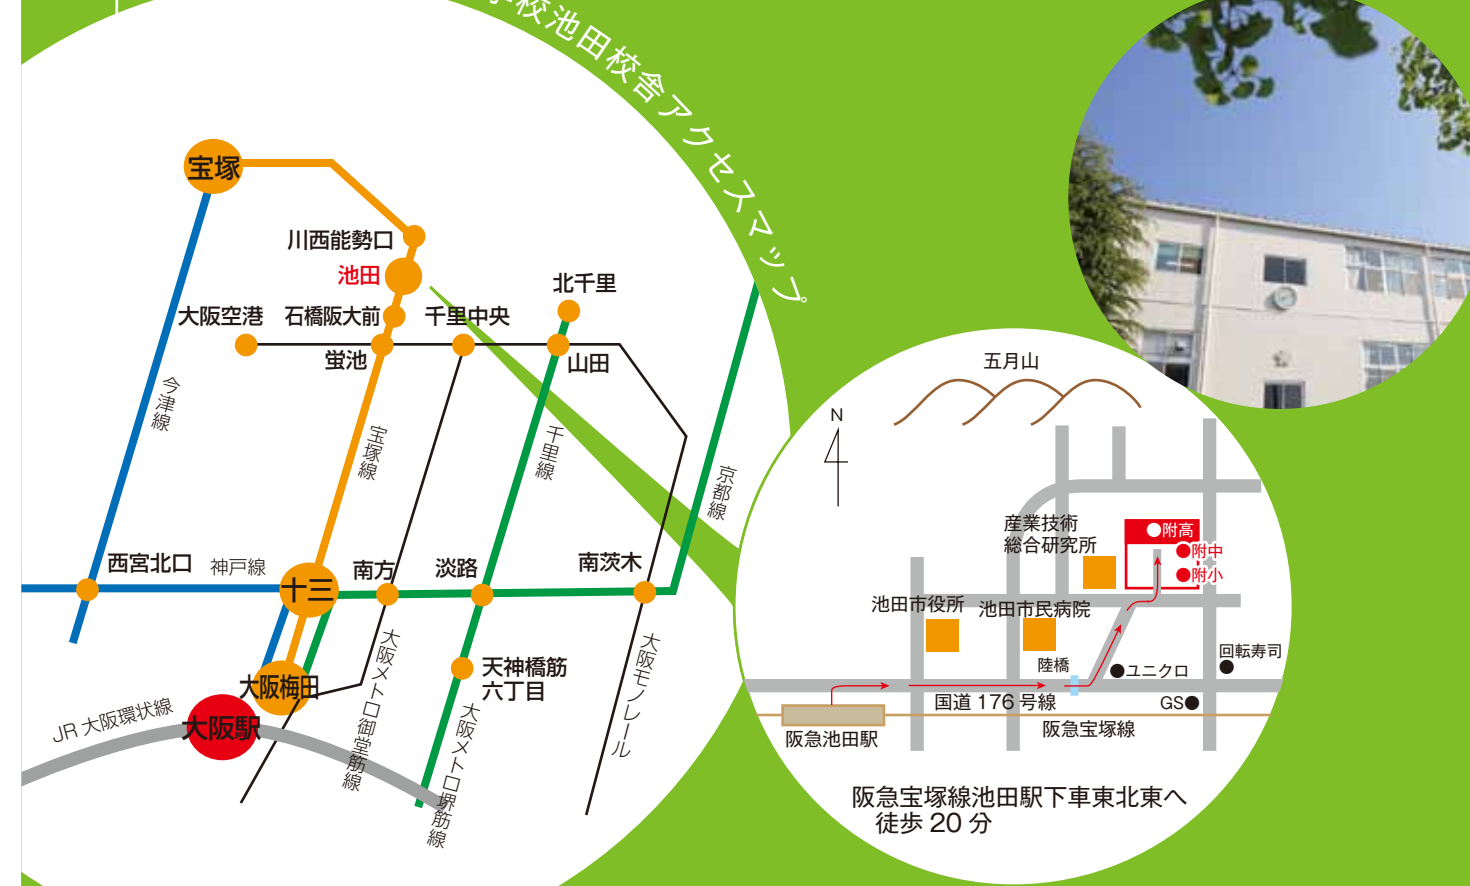 校池田校舎アクセスマップ
宝塚
川西能勢口
池田
北千里
大阪空港
石橋阪大前
千里中央
蛍池
山田
今津線
宝塚線
千里線
京都線
西宮北口
神戸線
十三
南方
淡路
南茨木
大阪梅田
天神橋筋
六丁目
大阪駅
JR 大阪環状線
大阪メトロ御堂筋線
大阪メトロ堺筋線
大阪モノレール
五月山
N
産業技術
総合研究所
附高
附中
附小
池田市役所
池田市民病院
陸橋
ユニクロ
回転寿司
国道 176 号線
GS
阪急池田駅
阪急宝塚線
阪急宝塚線池田駅下車東北東へ
徒歩 20 分